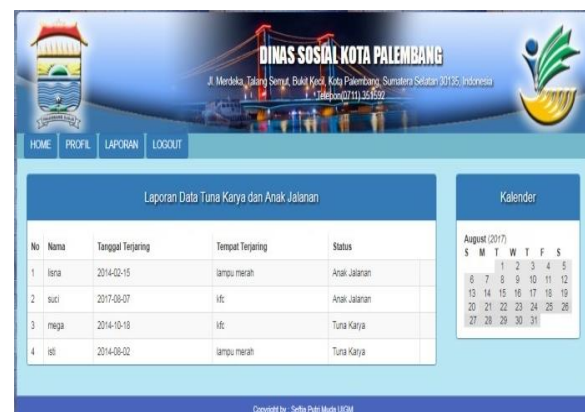 DINAS SOSIAL KOTA PALEMBANG
Jl. Merdeka, Talang Semut, Bukit Kecil, Kota Palembang, Sumatera Selatan 30135, Indonesia
Telepon(0711) 351592
HOME PROFIL LAPORAN LOGOUT
Laporan Data Tuna Karya dan Anak Jalanan
No Nama Tanggal Terjaring Tempat Terjaring Status
1 lisna 2014-02-15 lampu merah Anak Jalanan
2 suci 2017-08-07 kfc Anak Jalanan
3 mega 2014-10-18 kfc Tuna Karya
4 isti 2014-08-02 lampu merah Tuna Karya
Kalender
August (2017)
S M T W T F S
1 2 3 4 5
6 7 8 9 10 11 12
13 14 15 16 17 18 19
20 21 22 23 24 25 26
27 28 29 30 31
Copyright by : Seftia Putri Muda UIGM